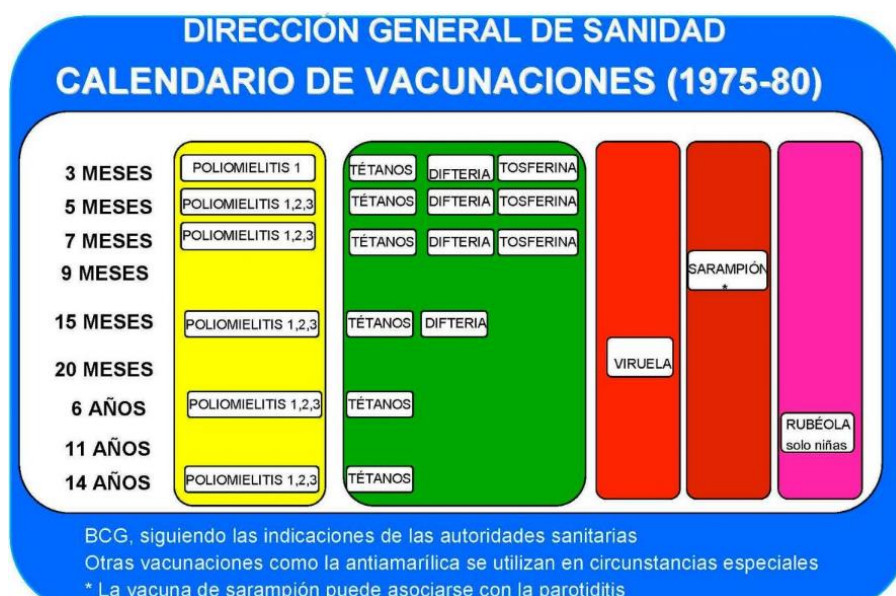 DIRECCIÓN GENERAL DE SANIDAD
CALENDARIO DE VACUNACIONES (1975-80)
3 MESES POLIOMIELITIS 1 TÉTANOS DIFTERIA TOSFERINA
5 MESES POLIOMIELITIS 1,2,3 TÉTANOS DIFTERIA TOSFERINA
7 MESES POLIOMIELITIS 1,2,3 TÉTANOS DIFTERIA TOSFERINA
9 MESES SARAMPIÓN
*
15 MESES POLIOMIELITIS 1,2,3 TÉTANOS DIFTERIA
20 MESES VIRUELA
6 AÑOS POLIOMIELITIS 1,2,3 TÉTANOS
11 AÑOS RUBÉOLA
solo niñas
14 AÑOS POLIOMIELITIS 1,2,3 TÉTANOS
BCG, siguiendo las indicaciones de las autoridades sanitarias
Otras vacunaciones como la antiamarílica se utilizan en circunstancias especiales
* La vacuna de sarampión puede asociarse con la parotiditis